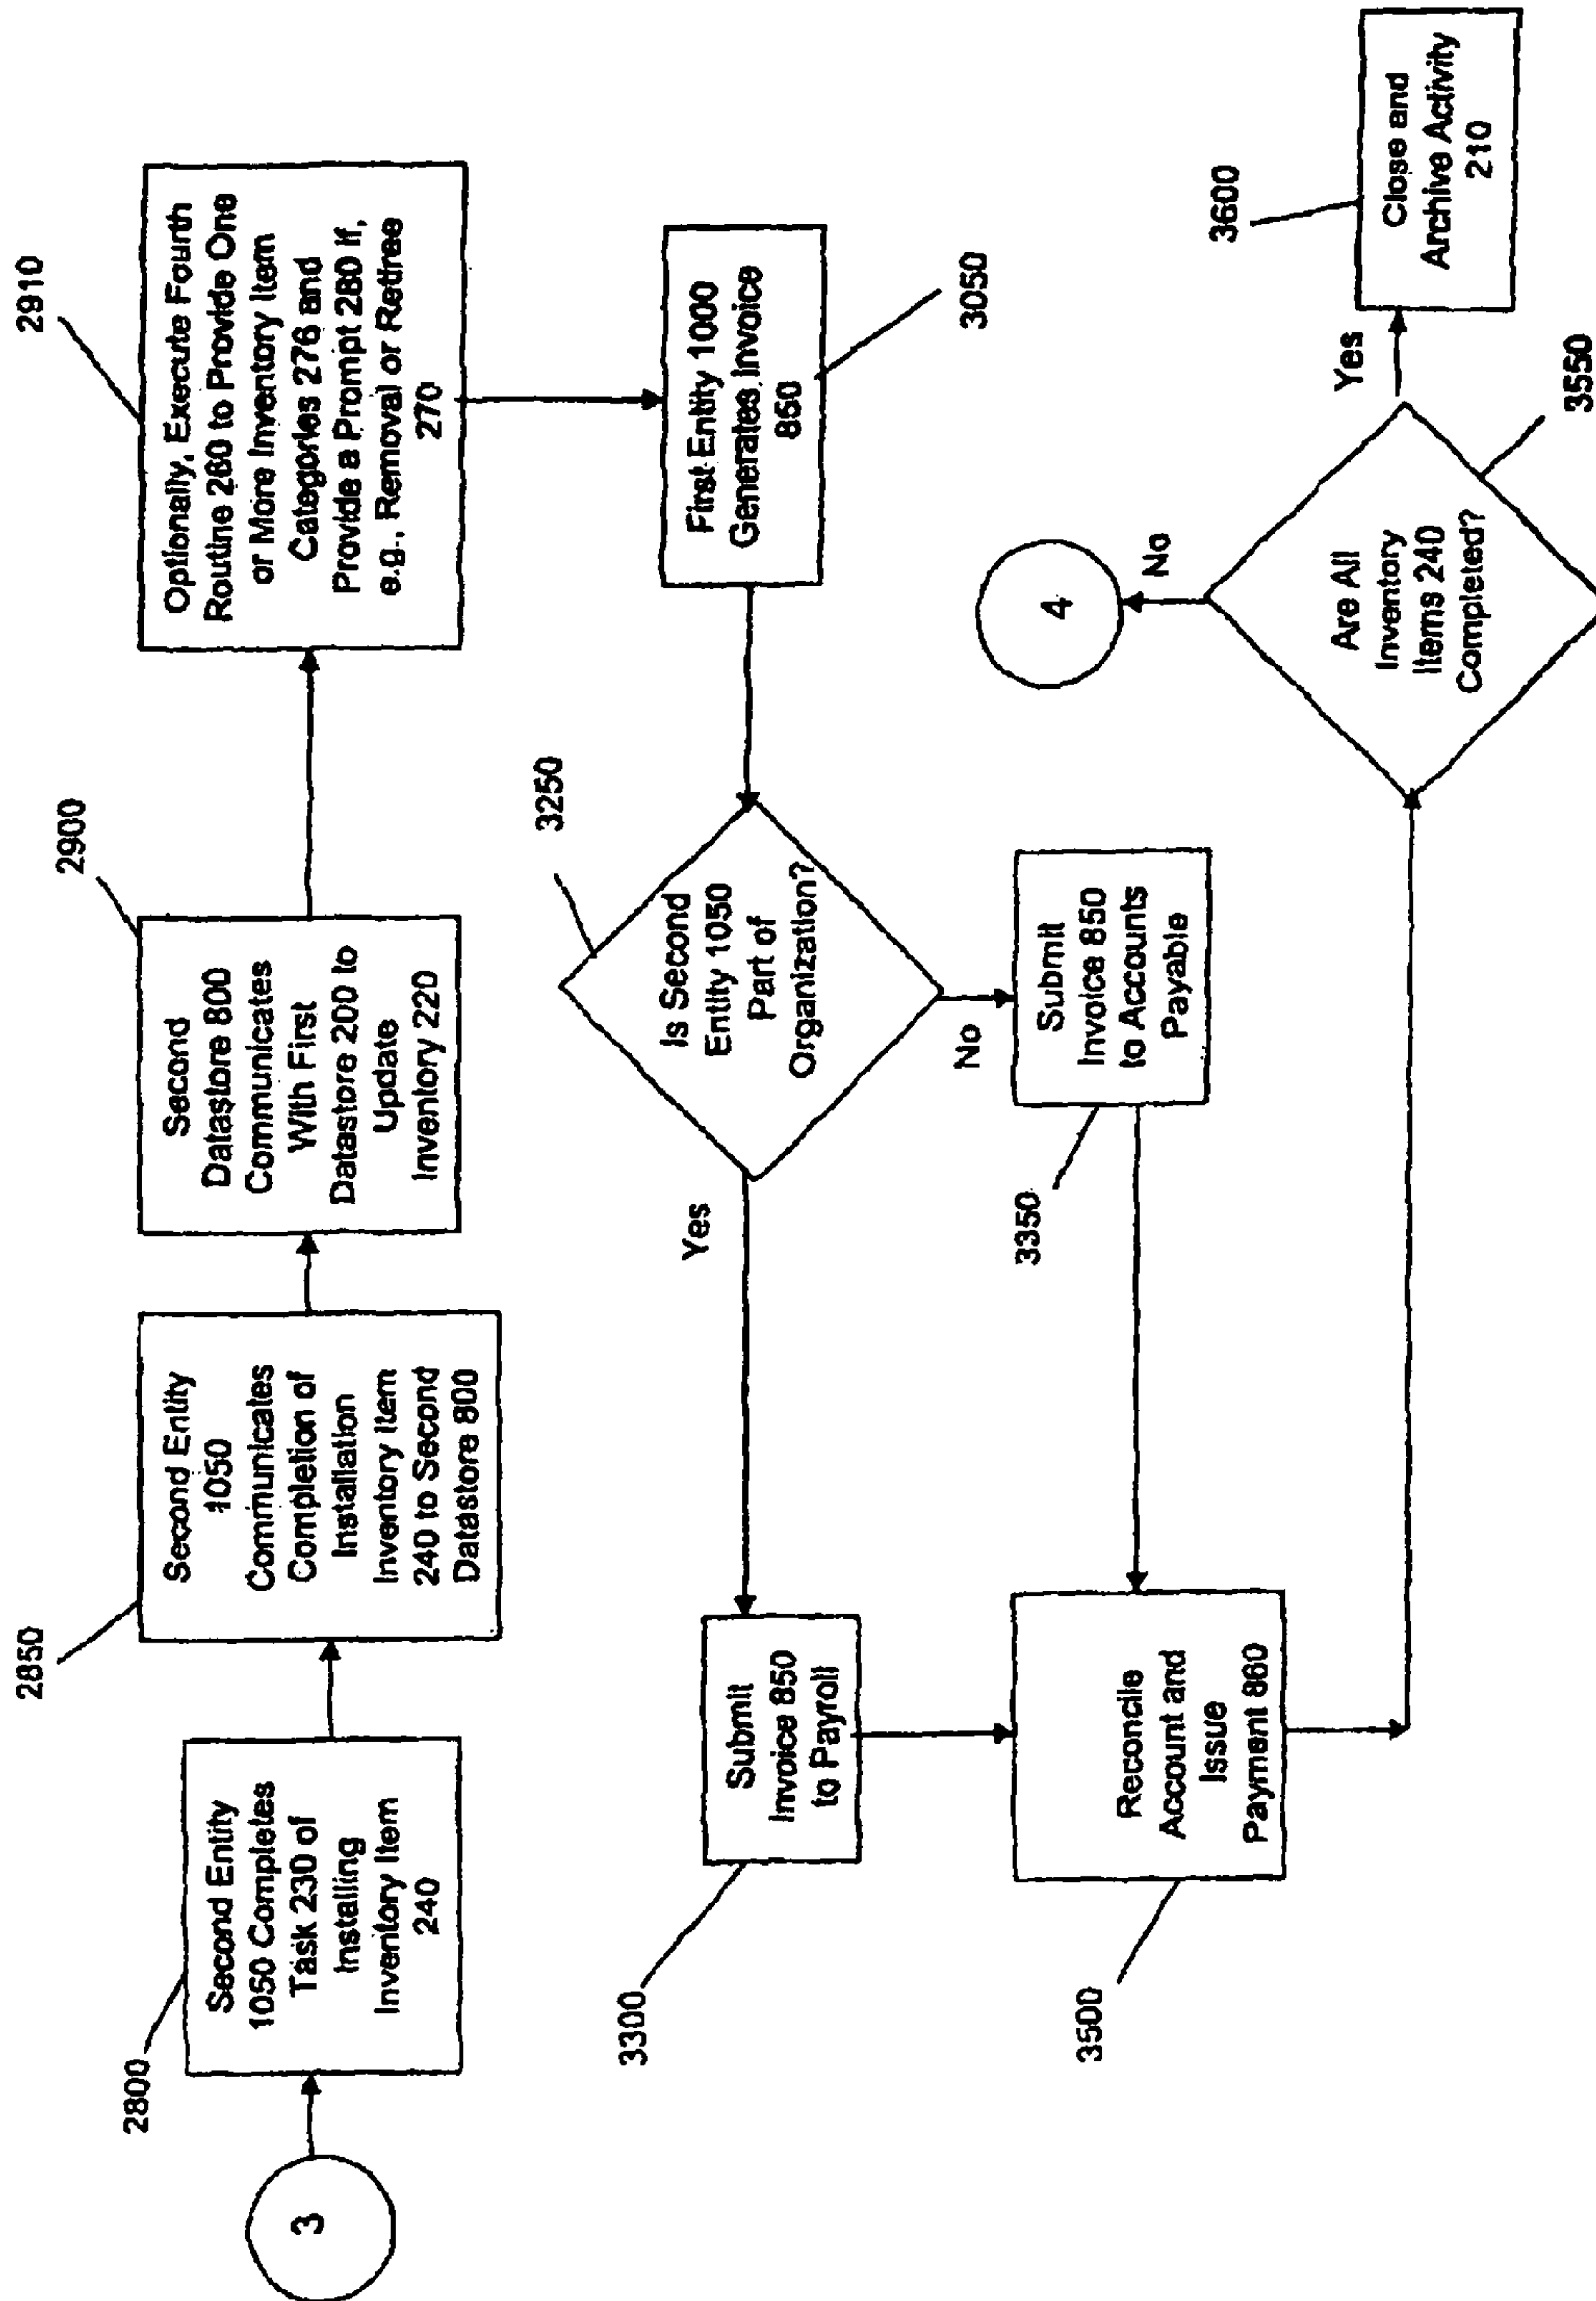 3
2800
Second Entity
1050 Completes
Task 230 of
Installing
Inventory Item
240
2850
Second Entity
1050
Communicates
Completion of
Installation
Inventory Item
240 to Second
Datastore 800
2900
Second
Datastore 800
Communicates
With First
Datastore 200 to
Update
Inventory 220
2910
Optionally, Execute Fourth
Routine 260 to Provide One
or More Inventory Item
Categories 276 and
Provide a Prompt 280 if,
e.g., Removal or Retiree
270
First Entity 1000
Generates Invoice
850
3050
3250
Is Second
Entity 1050
Part of
Organization?
Yes
No
3300
Submit
Invoice 850
to Payroll
3350
Submit
Invoice 850
to Accounts
Payable
3500
Reconcile
Account and
Issue
Payment 860
Are All
Inventory
Items 240
Completed?
3550
No
4
Yes
3600
Close and
Archive Activity
210